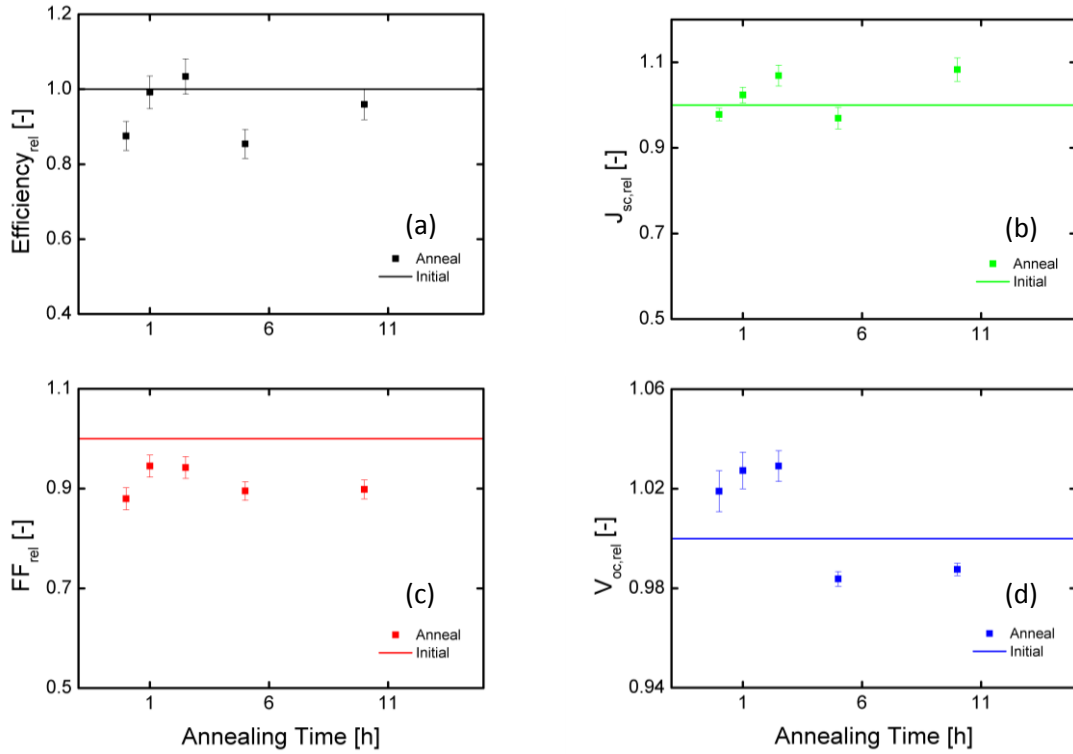 1.2
1.0
0.8
0.6
0.4
Efficiency_rel [-]
(a)
Anneal
Initial
1 6 11
1.1
0.9
0.7
0.5
J_sc,rel [-]
(b)
Anneal
Initial
1 6 11
1.1
0.9
0.7
0.5
FF_rel [-]
(c)
Anneal
Initial
1 6 11
Annealing Time [h]
1.06
1.02
0.98
0.94
V_oc,rel [-]
(d)
Anneal
Initial
1 6 11
Annealing Time [h]